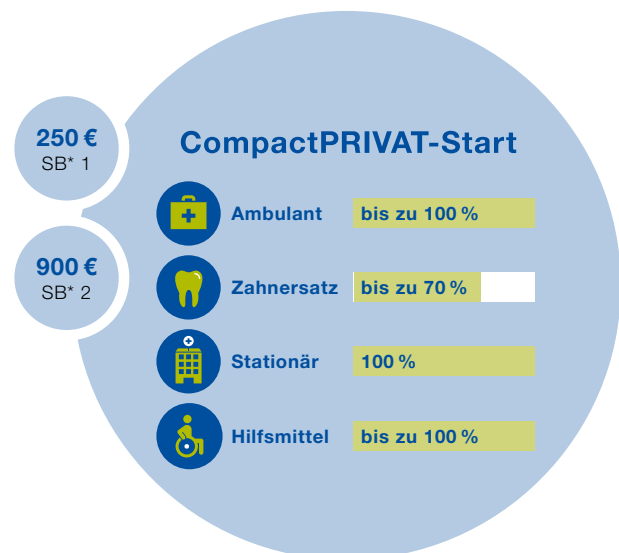 250 €
SB* 1
900 €
SB* 2
CompactPRIVAT-Start
Ambulant bis zu 100 %
Zahnersatz bis zu 70 %
Stationär 100 %
Hilfsmittel bis zu 100 %